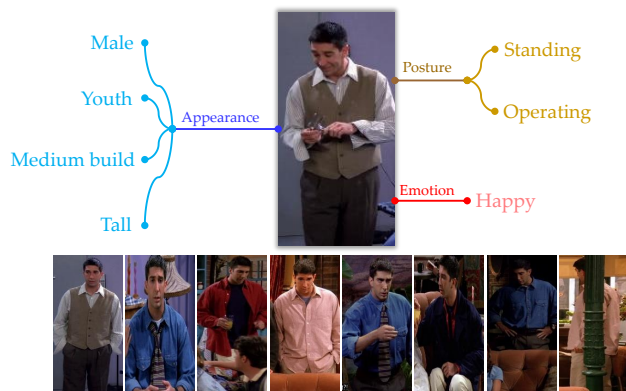 Male
Youth
Medium build
Tall
Appearance
Posture
Standing
Operating
Emotion
Happy